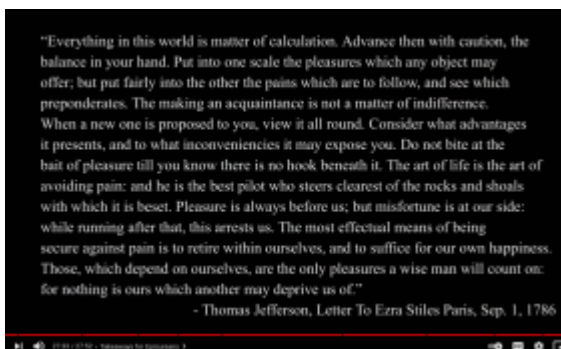 “Everything in this world is matter of calculation. Advance then with caution, the
balance in your hand. Put into one scale the pleasures which any object may
offer; but put fairly into the other the pains which are to follow, and see which
preponderates. The making an acquaintance is not a matter of indifference.
When a new one is proposed to you, view it all round. Consider what advantages
it presents, and to what inconveniencies it may expose you. Do not bite at the
bait of pleasure till you know there is no hook beneath it. The art of life is the art of
avoiding pain: and he is the best pilot who steers clearest of the rocks and shoals
with which it is beset. Pleasure is always before us; but misfortune is at our side:
while running after that, this arrests us. The most effectual means of being
secure against pain is to retire within ourselves, and to suffice for our own happiness.
Those, which depend on ourselves, are the only pleasures a wise man will count on:
for nothing is ours which another may deprive us of.”
- Thomas Jefferson, Letter To Ezra Stiles Paris, Sep. 1, 1786